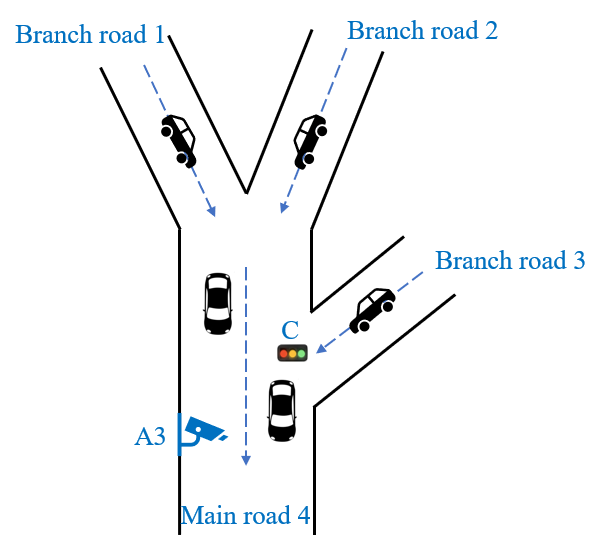 Branch road 1
Branch road 2
Branch road 3
C
A3
Main road 4